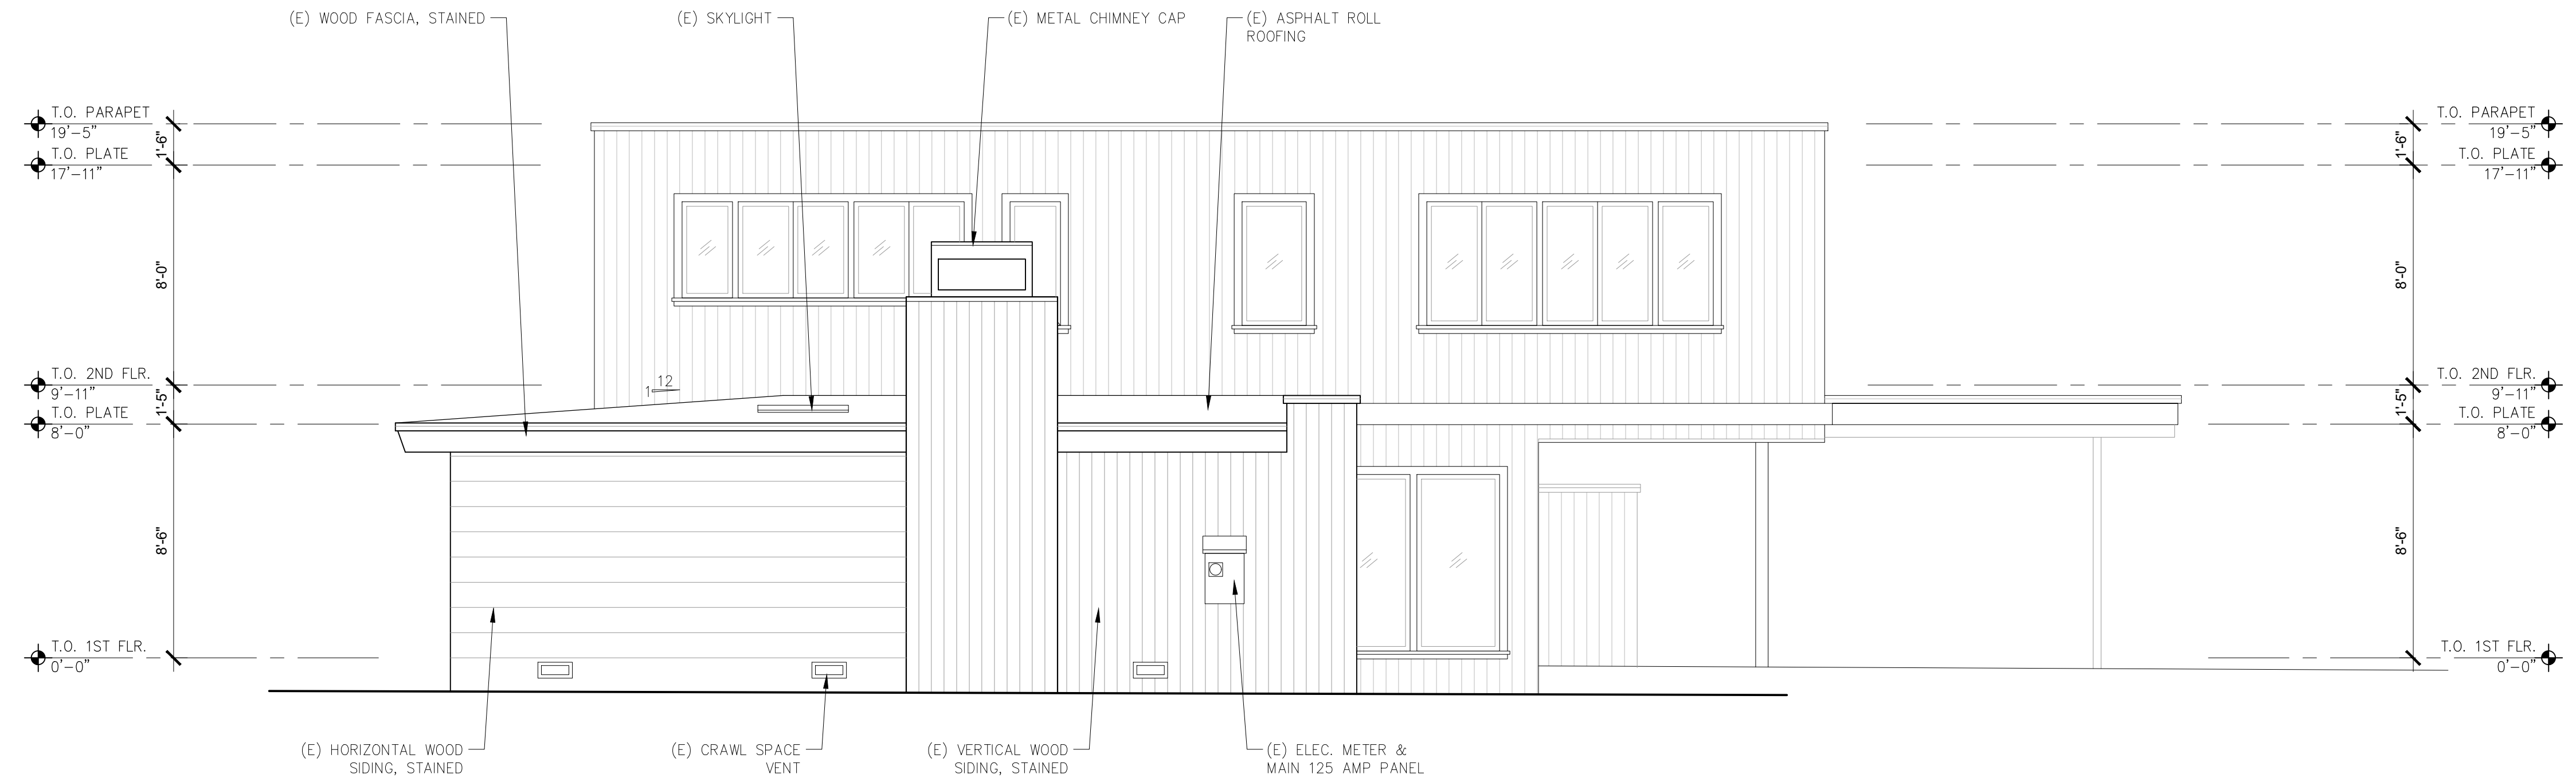 (E) WOOD FASCIA, STAINED
(E) SKYLIGHT
(E) METAL CHIMNEY CAP
(E) ASPHALT ROLL
ROOFING
T.O. PARAPET
19'-5"
1'-6"
T.O. PLATE
17'-11"
8'-0"
T.O. 2ND FLR.
9'-11"
1'-5"
T.O. PLATE
8'-0"
8'-6"
T.O. 1ST FLR.
0'-0"
12
1
T.O. PARAPET
19'-5"
1'-6"
T.O. PLATE
17'-11"
8'-0"
T.O. 2ND FLR.
9'-11"
1'-5"
T.O. PLATE
8'-0"
8'-6"
T.O. 1ST FLR.
0'-0"
(E) HORIZONTAL WOOD
SIDING, STAINED
(E) CRAWL SPACE
VENT
(E) VERTICAL WOOD
SIDING, STAINED
(E) ELEC. METER &
MAIN 125 AMP PANEL